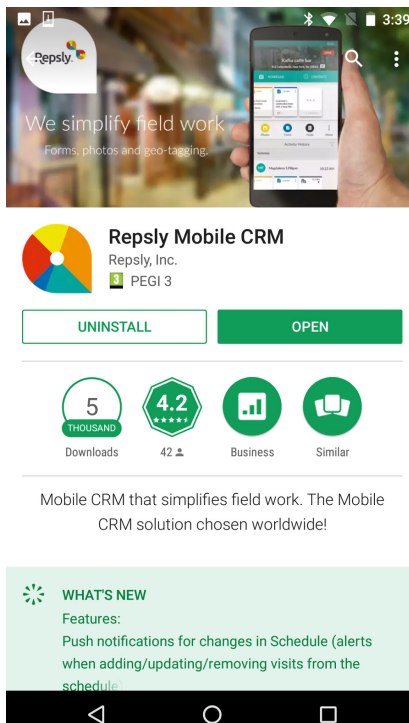 3:39
Repsly
We simplify field work
Forms, photos and geo-tagging.
Repsly Mobile CRM
Repsly, Inc.
3 PEGI 3
UNINSTALL
OPEN
5
THOUSAND
4.2
Downloads
42
Business
Similar
Mobile CRM that simplifies field work. The Mobile
CRM solution chosen worldwide!
WHAT'S NEW
Features:
Push notifications for changes in Schedule (alerts
when adding/updating/removing visits from the
schedule)